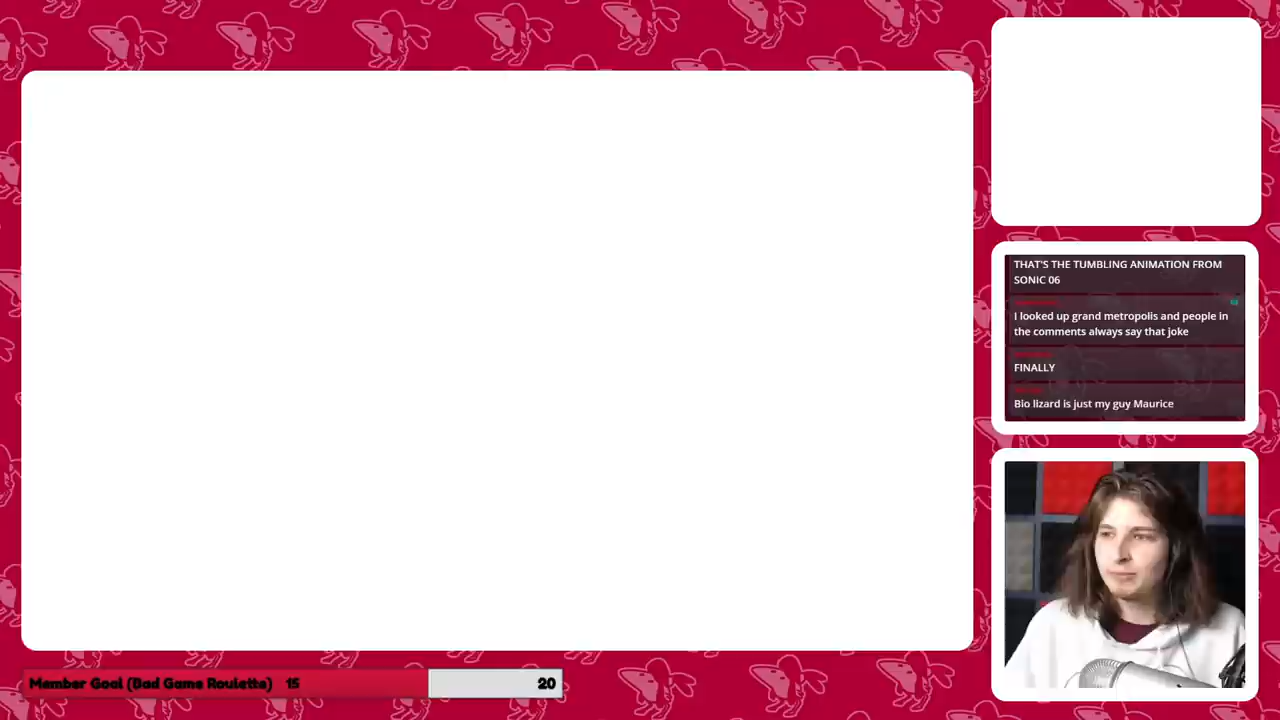 THAT'S THE TUMBLING ANIMATION FROM
SONIC 06
I looked up grand metropolis and people in
the comments always say that joke
FINALLY
Bio lizard is just my guy Maurice
Member Goal (Bad Game Roulette) 15
20